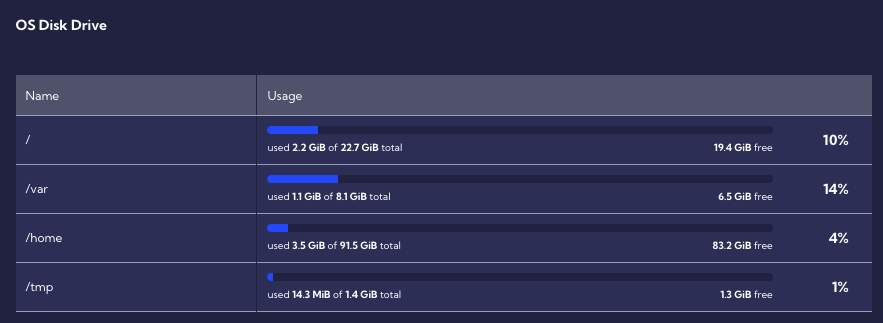 OS Disk Drive
Name Usage
/
used 2.2 GiB of 22.7 GiB total 19.4 GiB free 10%
/var
used 1.1 GiB of 8.1 GiB total 6.5 GiB free 14%
/home
used 3.5 GiB of 91.5 GiB total 83.2 GiB free 4%
/tmp
used 14.3 MiB of 1.4 GiB total 1.3 GiB free 1%